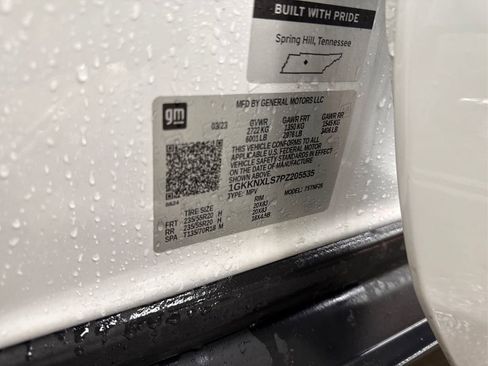 BUILT WITH PRIDE
Spring Hill, Tennessee
gm
MFD BY GENERAL MOTORS LLC
03/23 GVWR GAWR FRT GAWR RR
2722 KG 1350 KG 1545 KG
6001 LB 2976 LB 3406 LB
THIS VEHICLE CONFORMS TO ALL
APPLICABLE U.S. FEDERAL MOTOR
VEHICLE SAFETY STANDARDS IN EFFECT
ON THE DATE OF MANUFACTURE
SHOWN ABOVE
1GKKNXLS7PZ205535
TYPE: MPV MODEL:
TIRE SIZE RIM
FRT 235/55R20 H 20X8J
RR 235/55R20 H 20X8J
SPA T135/70R18 M 18X4.5B